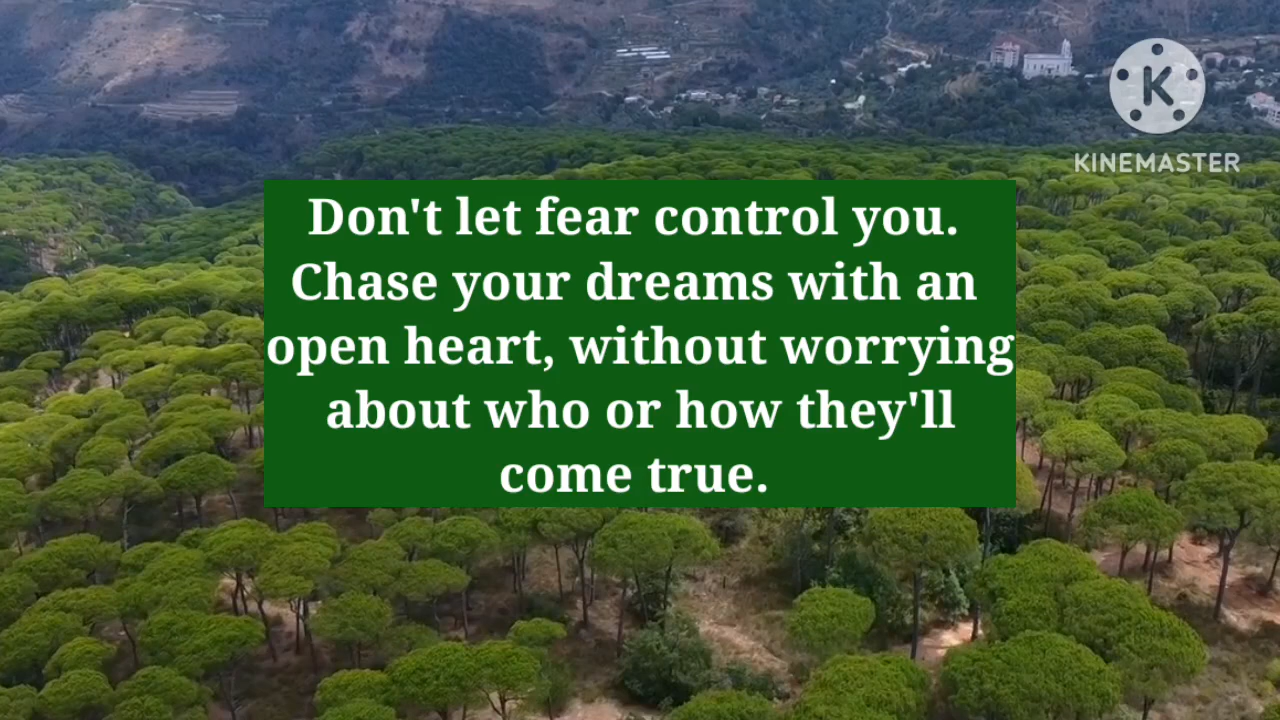 K
KINEMASTER
Don't let fear control you.
Chase your dreams with an
open heart, without worrying
about who or how they'll
come true.